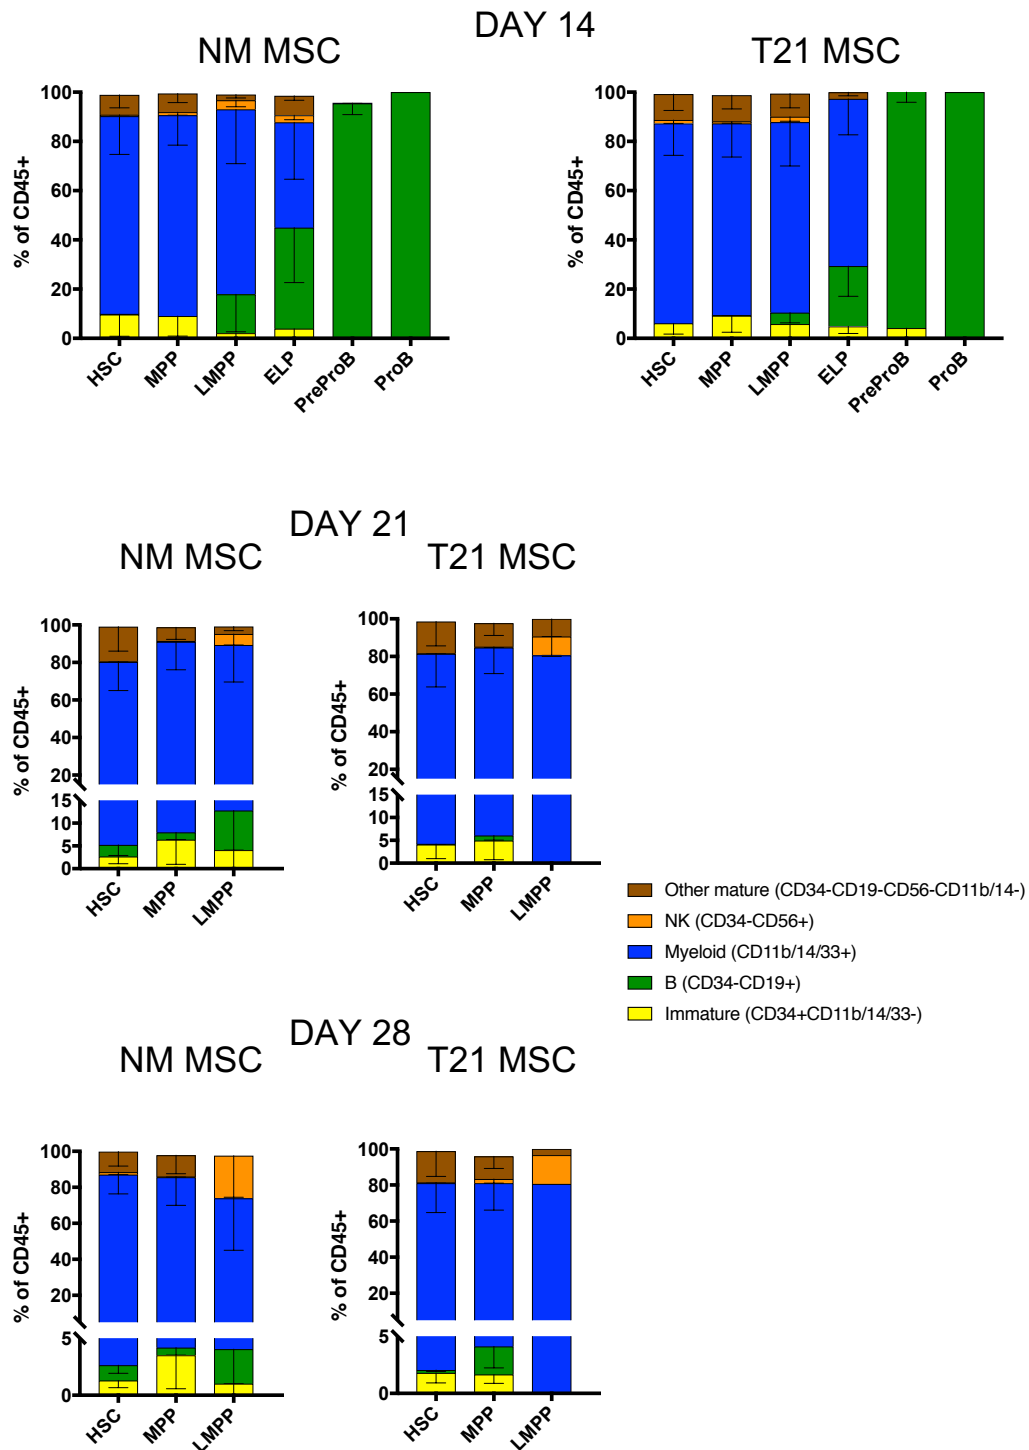 DAY 14
NM MSC
T21 MSC
% of CD45+
100
80
60
40
20
0
HSC
MPP
LMPP
ELP
PreProB
ProB
% of CD45+
100
80
60
40
20
0
HSC
MPP
LMPP
ELP
PreProB
ProB
DAY 21
NM MSC
T21 MSC
% of CD45+
100
80
60
40
20
15
10
5
0
HSC
MPP
LMPP
% of CD45+
100
80
60
40
20
15
10
5
0
HSC
MPP
LMPP
Other mature (CD34-CD19-CD56-CD11b/14-)
NK (CD34-CD56+)
Myeloid (CD11b/14/33+)
B (CD34-CD19+)
Immature (CD34+CD11b/14/33-)
DAY 28
NM MSC
T21 MSC
% of CD45+
100
80
60
40
20
5
0
HSC
MPP
LMPP
% of CD45+
100
80
60
40
20
5
0
HSC
MPP
LMPP